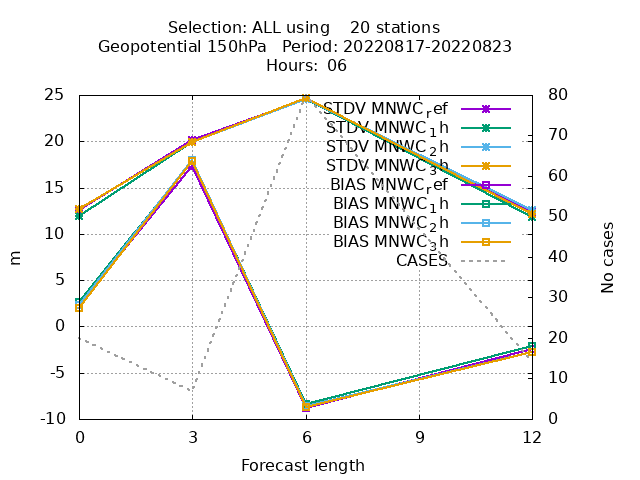 Selection: ALL using    20 stations
Geopotential 150hPa   Period: 20220817-20220823
Hours:  06
25
20
15
10
5
0
-5
-10
m
80
70
60
50
40
30
20
10
0
No cases
STDV MNWC_ref
STDV MNWC_1h
STDV MNWC_2h
STDV MNWC_3h
BIAS MNWC_ref
BIAS MNWC_1h
BIAS MNWC_2h
BIAS MNWC_3h
CASES
0 3 6 9 12
Forecast length